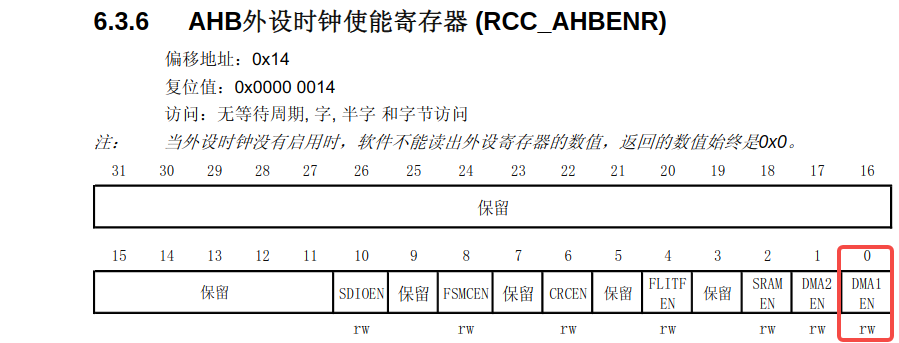 6.3.6 AHB外设时钟使能寄存器 (RCC_AHBENR)
偏移地址：0x14
复位值：0x0000 0014
访问：无等待周期, 字, 半字 和字节访问
注： 当外设时钟没有启用时，软件不能读出外设寄存器的数值，返回的数值始终是0x0。
31 30 29 28 27 26 25 24 23 22 21 20 19 18 17 16
保留
15 14 13 12 11 10 9 8 7 6 5 4 3 2 1 0
保留 SDIOEN 保留 FSMCEN 保留 CRCEN 保留 FLITF EN 保留 SRAM EN DMA2 EN DMA1 EN
rw rw rw rw rw rw rw